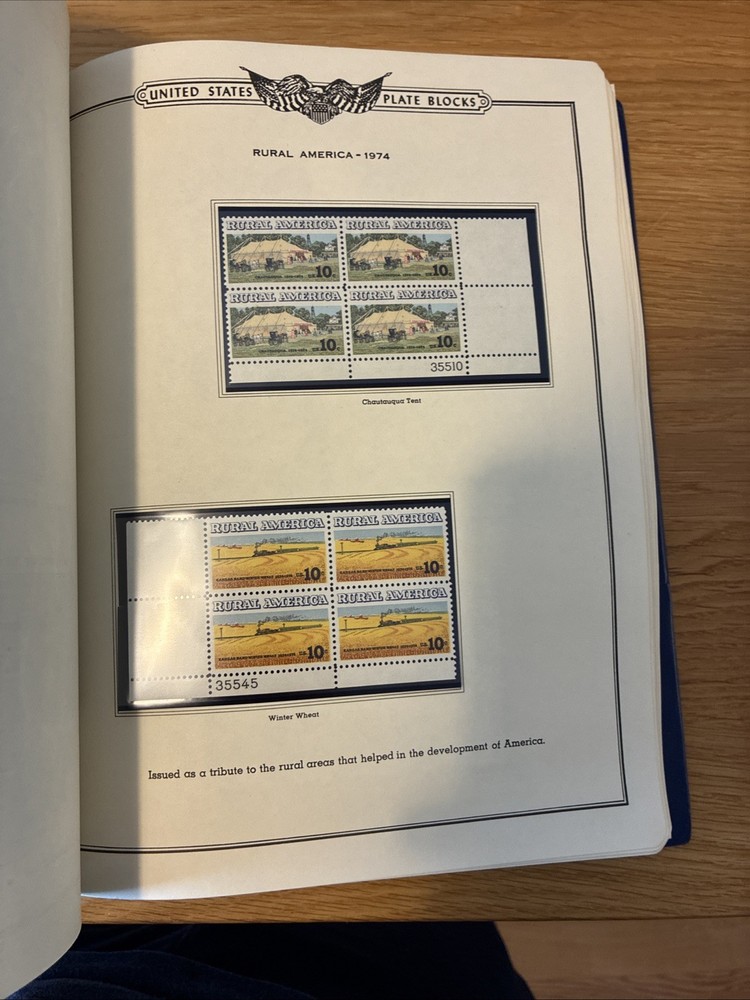 UNITED STATES PLATE BLOCKS
RURAL AMERICA - 1974
RURAL AMERICA RURAL AMERICA
10c 10c
RURAL AMERICA RURAL AMERICA
10c 10c
35510
Chautauqua Tent
RURAL AMERICA RURAL AMERICA
U.S. 10c U.S. 10c
RURAL AMERICA RURAL AMERICA
U.S. 10c U.S. 10c
35545
Winter Wheat
Issued as a tribute to the rural areas that helped in the development of America.